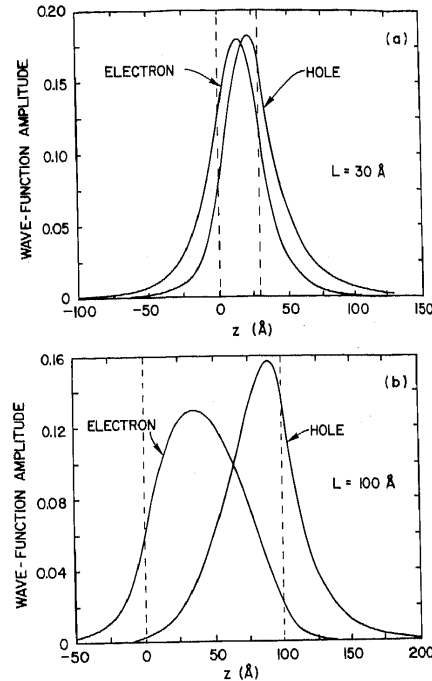 0.20
(a)
ELECTRON
HOLE
0.15
0.10
L = 30 Å
0.05
0
-100 -50 0 50 100 150
z (Å)
WAVE-FUNCTION AMPLITUDE
0.16
(b)
ELECTRON
HOLE
0.12
L = 100 Å
0.08
0.04
0
-50 0 50 100 150 200
z (Å)
WAVE-FUNCTION AMPLITUDE